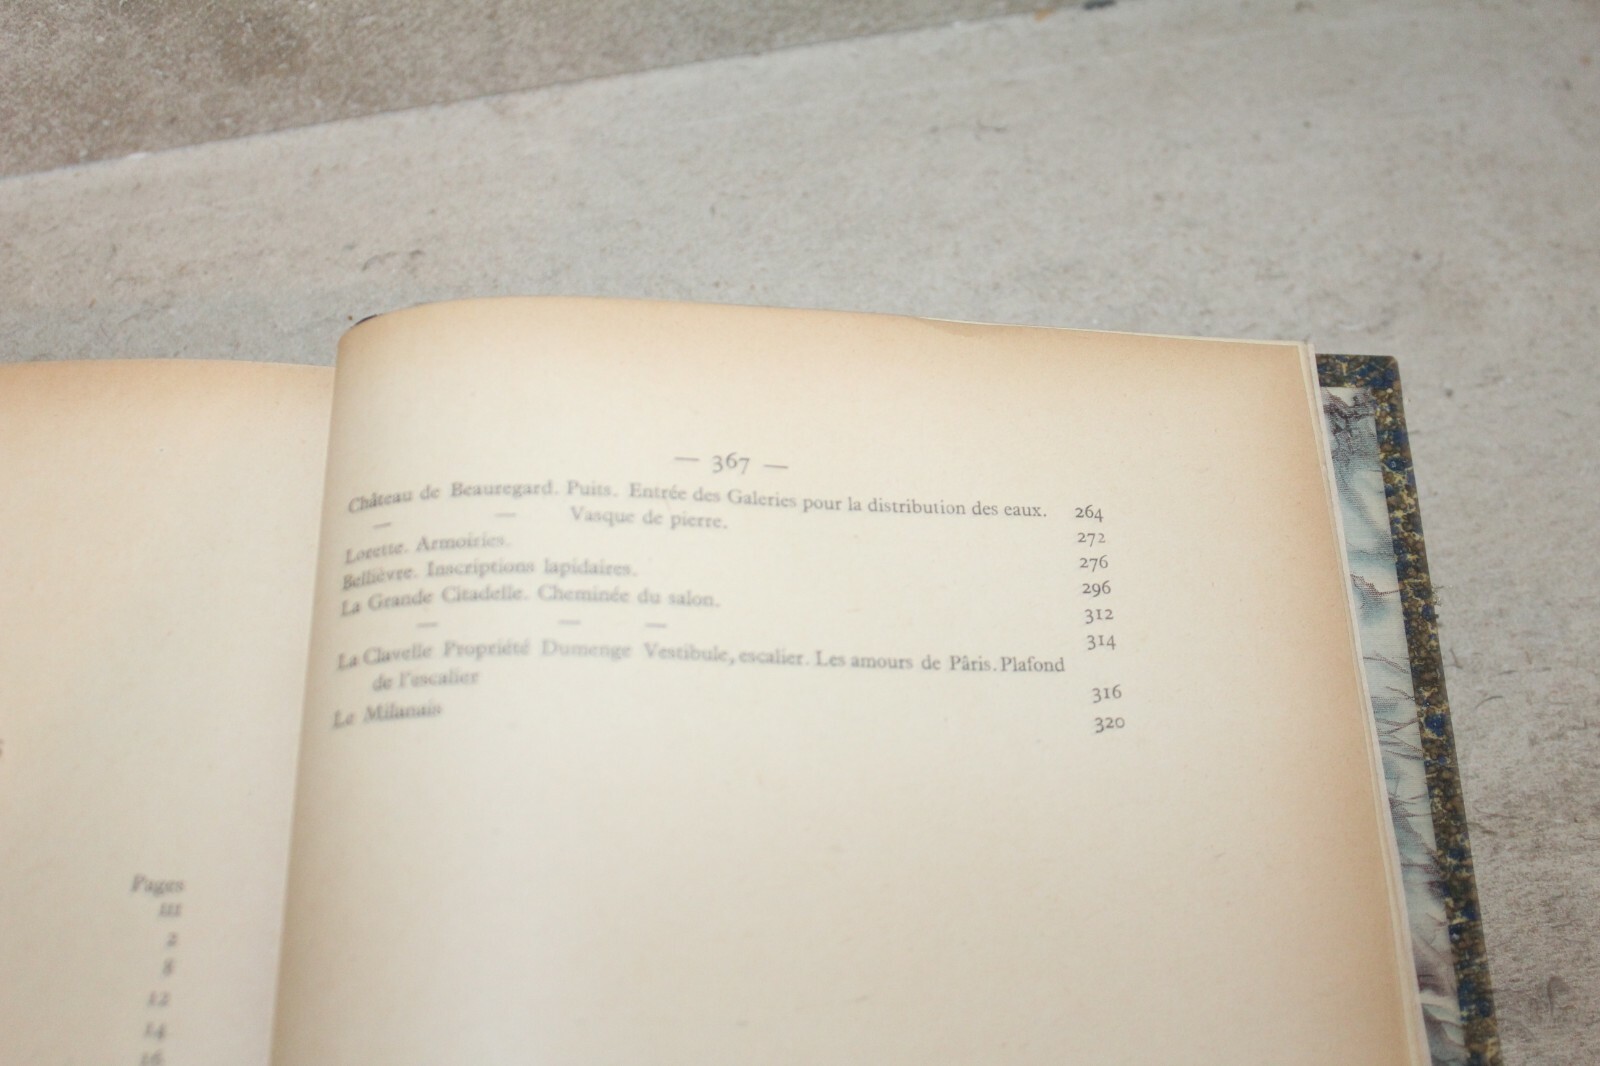 Pages
III
2
8
12
14
16
— 367 —
Château de Beauregard. Puits. Entrée des Galeries pour la distribution des eaux. 264
— — Vasque de pierre. 272
Lorette. Armoiries. 276
Bellièvre. Inscriptions lapidaires. 296
La Grande Citadelle. Cheminée du salon. 312
— — — 314
La Clavelle Propriété Dumenge Vestibule, escalier. Les amours de Pâris. Plafond
de l'escalier 316
Le Milanais 320